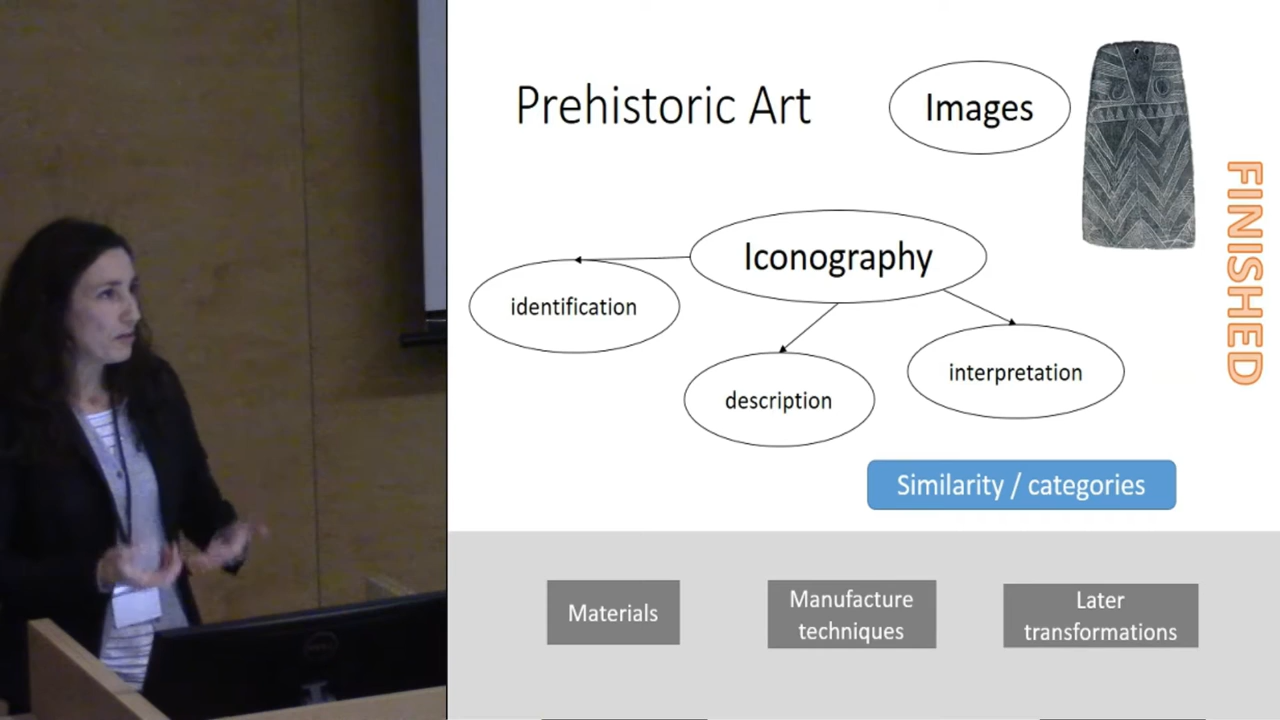 Prehistoric Art
Images
FINISHED
Iconography
identification
description
interpretation
Similarity / categories
Materials
Manufacture
techniques
Later
transformations